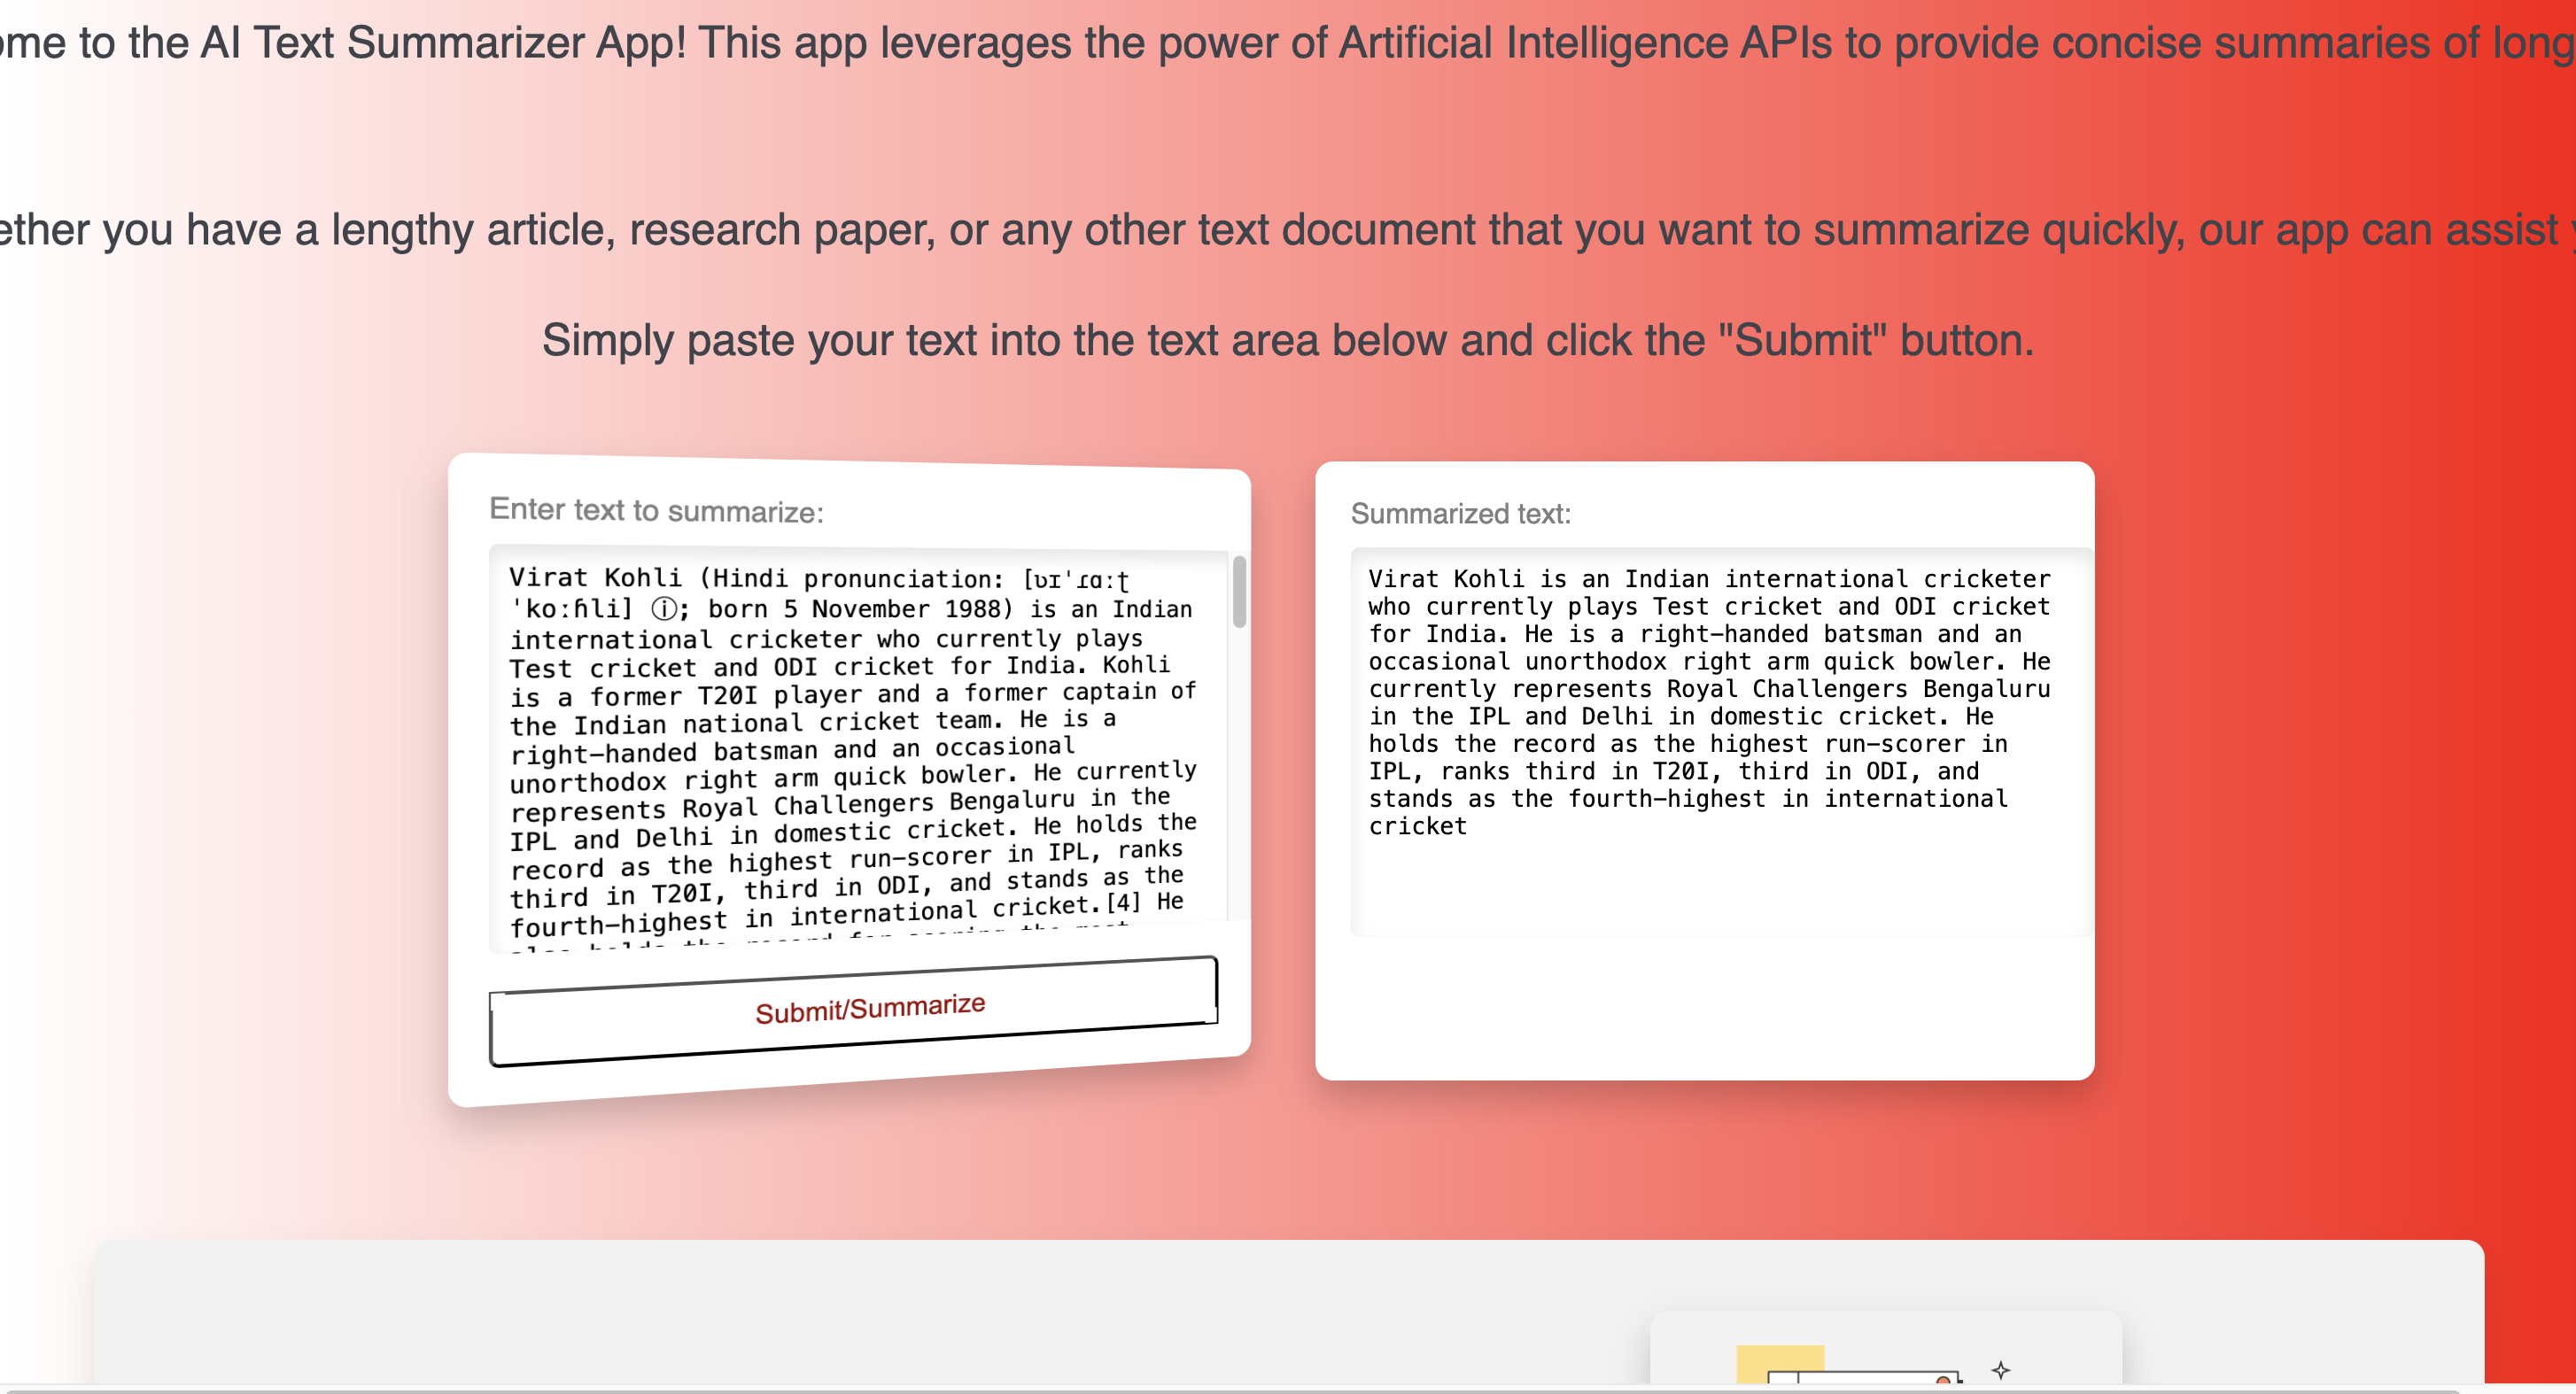 me to the AI Text Summarizer App! This app leverages the power of Artificial Intelligence APIs to provide concise summaries of long
ether you have a lengthy article, research paper, or any other text document that you want to summarize quickly, our app can assist
Simply paste your text into the text area below and click the "Submit" button.
Enter text to summarize:
Virat Kohli (Hindi pronunciation: [ʋɪˈɾɑːʈ
ˈkoːɦli] ⓘ; born 5 November 1988) is an Indian
international cricketer who currently plays
Test cricket and ODI cricket for India. Kohli
is a former T20I player and a former captain of
the Indian national cricket team. He is a
right-handed batsman and an occasional
unorthodox right arm quick bowler. He currently
represents Royal Challengers Bengaluru in the
IPL and Delhi in domestic cricket. He holds the
record as the highest run-scorer in IPL, ranks
third in T20I, third in ODI, and stands as the
fourth-highest in international cricket.[4] He
also holds the record for scoring the most
Submit/Summarize
Summarized text:
Virat Kohli is an Indian international cricketer
who currently plays Test cricket and ODI cricket
for India. He is a right-handed batsman and an
occasional unorthodox right arm quick bowler. He
currently represents Royal Challengers Bengaluru
in the IPL and Delhi in domestic cricket. He
holds the record as the highest run-scorer in
IPL, ranks third in T20I, third in ODI, and
stands as the fourth-highest in international
cricket